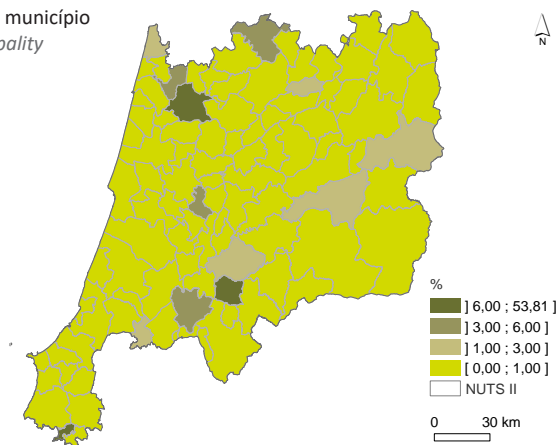 município
pality
N
%
] 6,00 ; 53,81 ]
] 3,00 ; 6,00 ]
] 1,00 ; 3,00 ]
[ 0,00 ; 1,00 ]
NUTS II
0 30 km